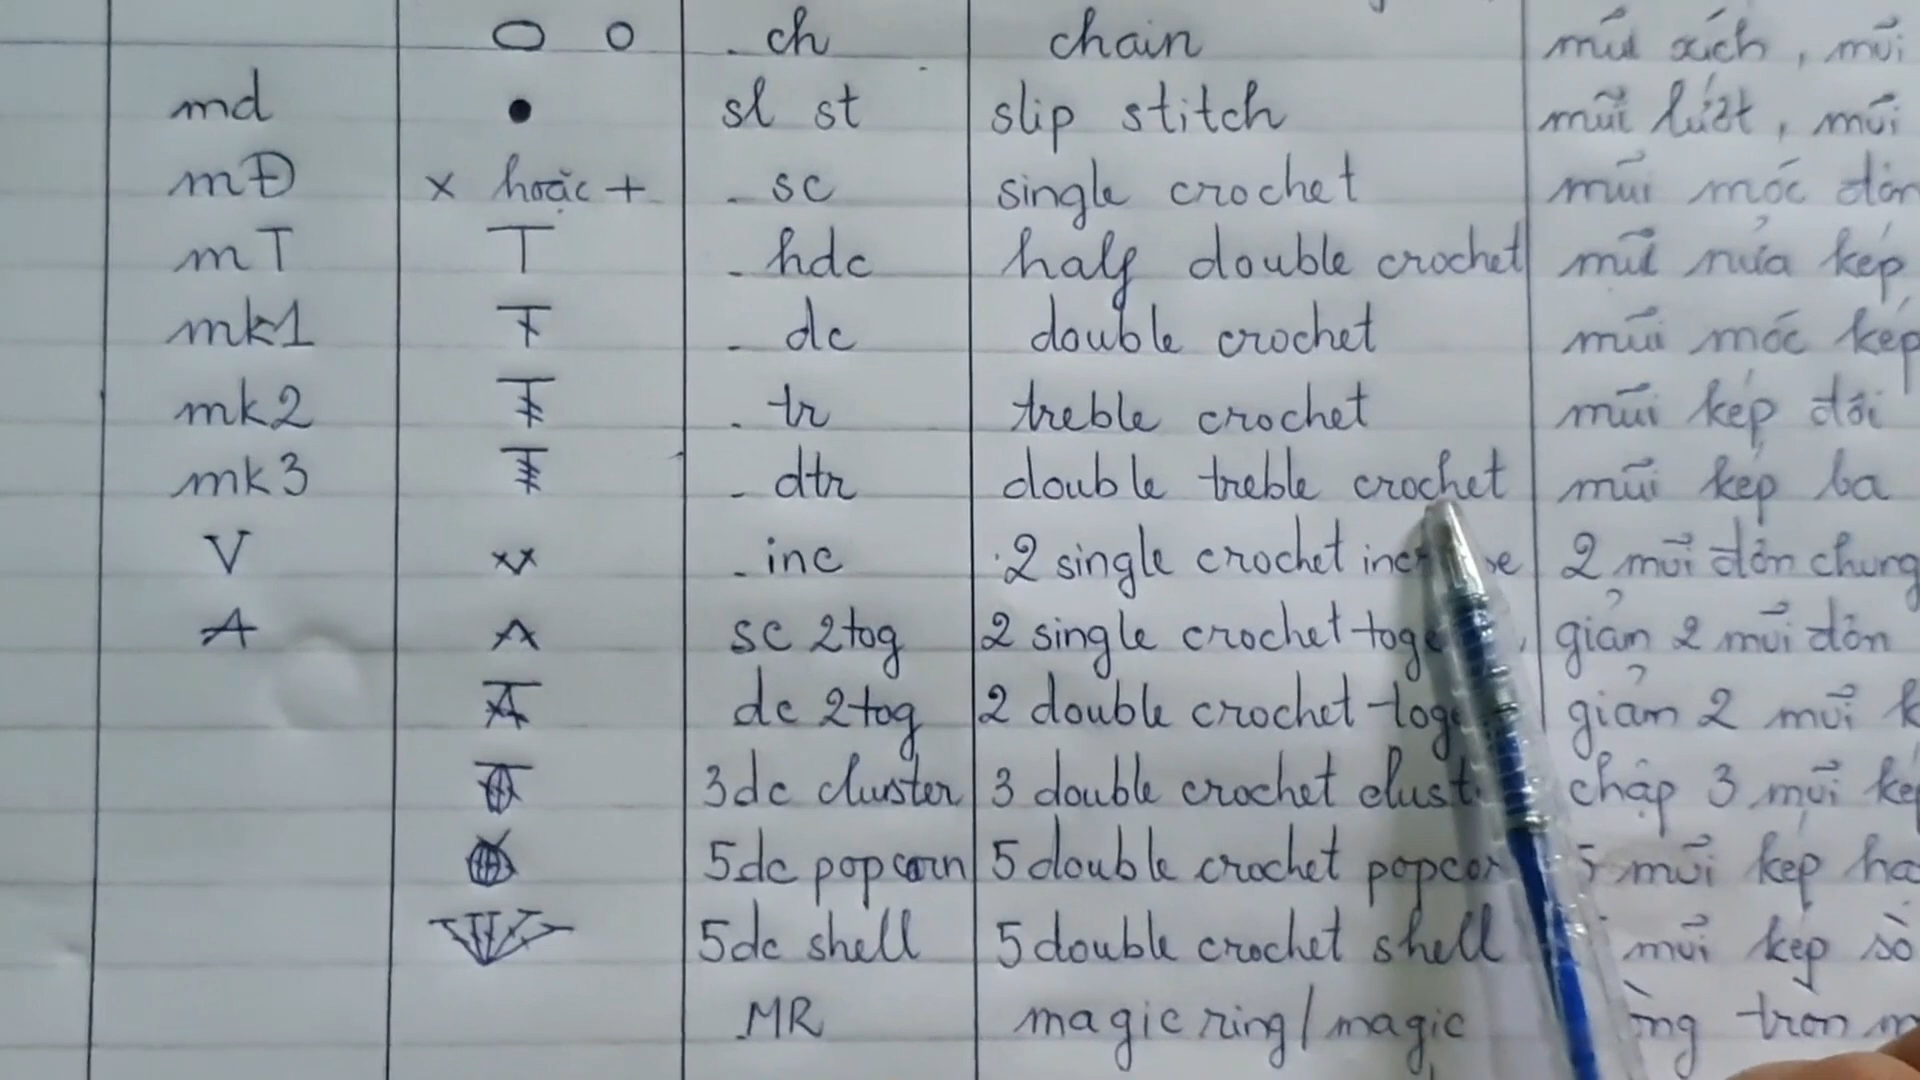 ch chain mũi xích, mũi
md sl st slip stitch mũi lướt, mũi
mĐ x hoặc + sc single crochet mũi móc đơn
mT T hdc half double crochet mũi nửa kép
mk1 dc double crochet mũi móc kép
mk2 tr treble crochet mũi kép đôi
mk3 dtr double treble crochet mũi kép ba
V inc 2 single crochet 2 mũi đơn chung
A sc 2tog 2 single crochet giảm 2 mũi đơn
dc 2tog 2 double crochet giảm 2 mũi
3dc cluster 3 double crochet chập 3 mũi kép
5dc popcorn 5 double crochet mũi kép
5dc shell 5 double crochet shell mũi kép sò
MR magic ring/magic tròn